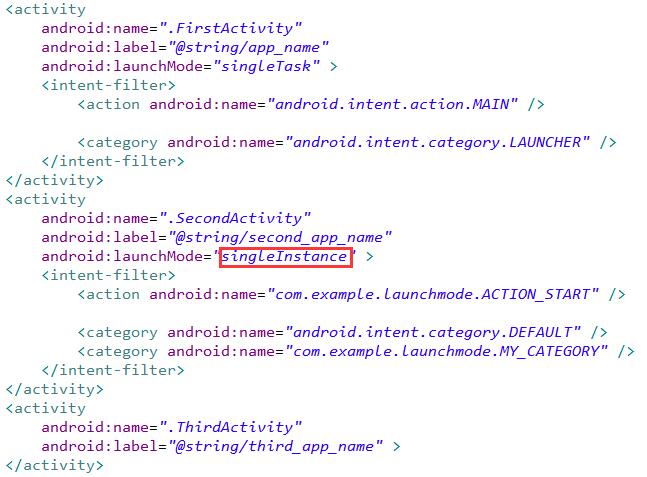 <activity
    android:name=".FirstActivity"
    android:label="@string/app_name"
    android:launchMode="singleTask" >
    <intent-filter>
        <action android:name="android.intent.action.MAIN" />

        <category android:name="android.intent.category.LAUNCHER" />
    </intent-filter>
</activity>
<activity
    android:name=".SecondActivity"
    android:label="@string/second_app_name"
    android:launchMode="singleInstance" >
    <intent-filter>
        <action android:name="com.example.launchmode.ACTION_START" />

        <category android:name="android.intent.category.DEFAULT" />
        <category android:name="com.example.launchmode.MY_CATEGORY" />
    </intent-filter>
</activity>
<activity
    android:name=".ThirdActivity"
    android:label="@string/third_app_name" >
</activity>